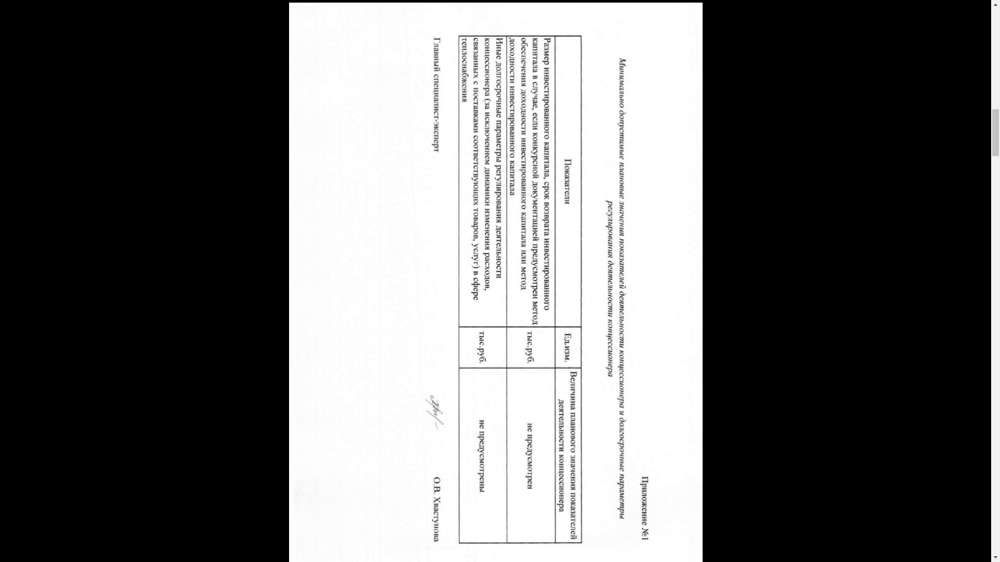 Приложение №1
Минимально допустимые плановые значения показателей деятельности концессионера и долгосрочные параметры
регулирования деятельности концессионера
Показатели
Ед.изм.
Величина планового значения показателей
деятельности концессионера
Размер инвестированного капитала, срок возврата инвестированного
капитала в случае, если конкурсной документацией предусмотрен метод
обеспечения доходности инвестированного капитала или метод
доходности инвестированного капитала
тыс.руб.
не предусмотрен
Иные долгосрочные параметры регулирования деятельности
концессионера (за исключением динамики изменения расходов,
связанных с поставками соответствующих товаров, услуг) в сфере
теплоснабжения
тыс.руб.
не предусмотрены
Главный специалист-эксперт
О.В. Хвастунова